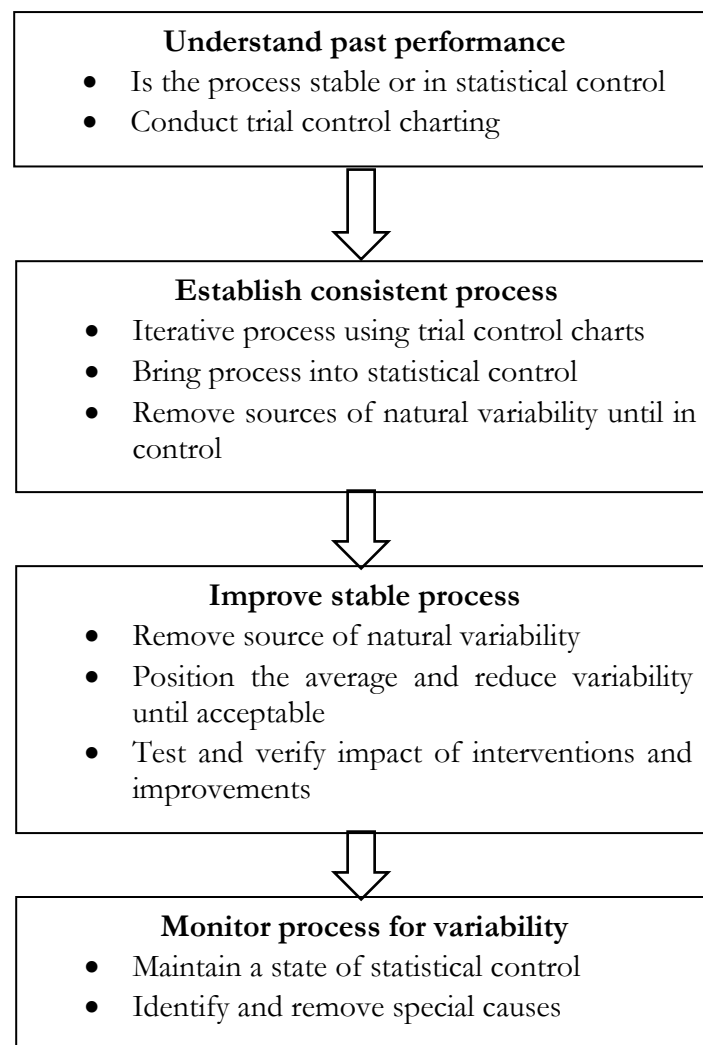 Understand past performance
• Is the process stable or in statistical control
• Conduct trial control charting
Establish consistent process
• Iterative process using trial control charts
• Bring process into statistical control
• Remove sources of natural variability until in
control
Improve stable process
• Remove source of natural variability
• Position the average and reduce variability
until acceptable
• Test and verify impact of interventions and
improvements
Monitor process for variability
• Maintain a state of statistical control
• Identify and remove special causes